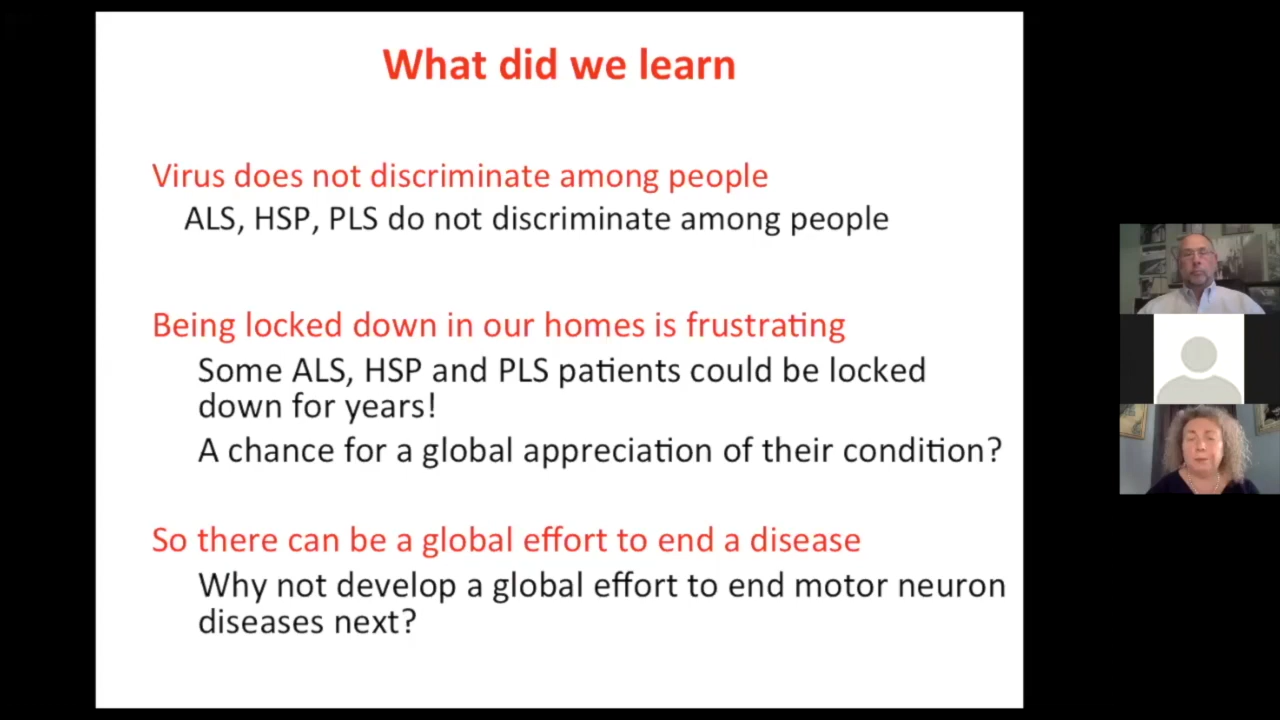 What did we learn
Virus does not discriminate among people
ALS, HSP, PLS do not discriminate among people
Being locked down in our homes is frustrating
Some ALS, HSP and PLS patients could be locked
down for years!
A chance for a global appreciation of their condition?
So there can be a global effort to end a disease
Why not develop a global effort to end motor neuron
diseases next?